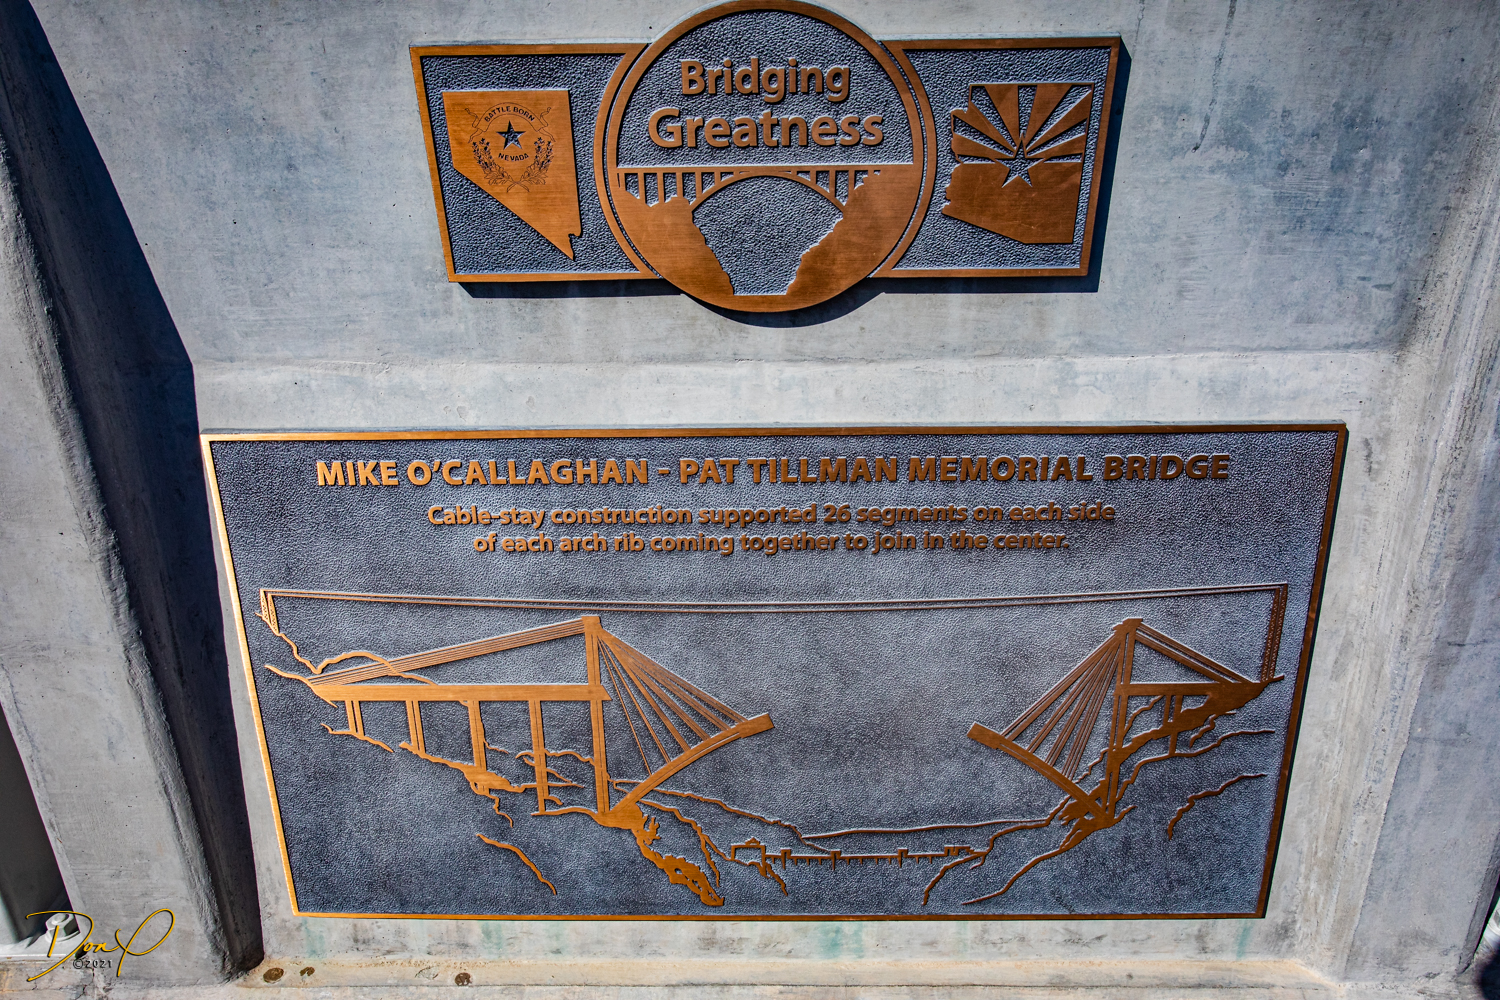 Bridging
Greatness
BATTLE BORN
NEVADA
MIKE O'CALLAGHAN - PAT TILLMAN MEMORIAL BRIDGE
Cable-stay construction supported 26 segments on each side
of each arch rib coming together to join in the center.
Don P
©2021